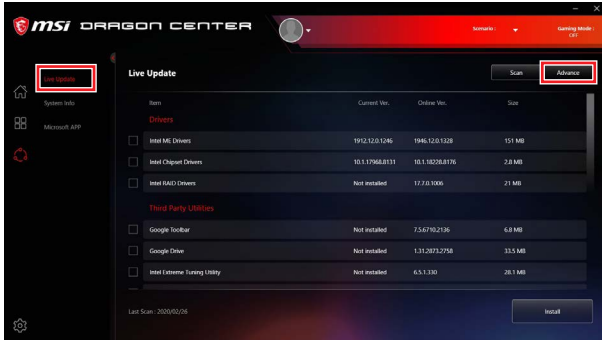 msi DRAGON CENTER
Scenario :
Gaming Mode :
OFF
Live Update
System Info
Microsoft APP
Live Update
Scan
Advance
Item Current Ver. Online Ver. Size
Drivers
Intel ME Drivers 1912.12.0.1246 1946.12.0.1328 151 MB
Intel Chipset Drivers 10.1.17968.8131 10.1.18228.8176 2.8 MB
Intel RAID Drivers Not installed 17.7.0.1006 21 MB
Third Party Utilities
Google Toolbar Not installed 7.5.6710.2136 6.8 MB
Google Drive Not installed 1.31.2873.2758 33.5 MB
Intel Extreme Tuning Utility Not installed 6.5.1.330 28.1 MB
Last Scan : 2020/02/26
Install